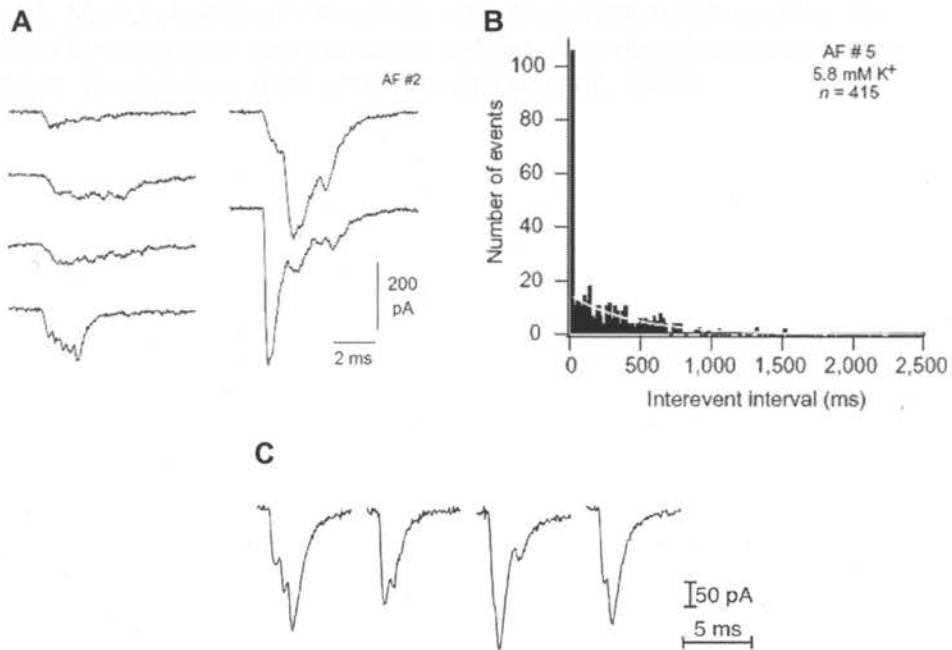 A
AF #2
200
pA
2 ms
B
AF # 5
5.8 mM K+
n = 415
Number of events
100
80
60
40
20
0
0 500 1,000 1,500 2,000 2,500
Interevent interval (ms)
C
50 pA
5 ms